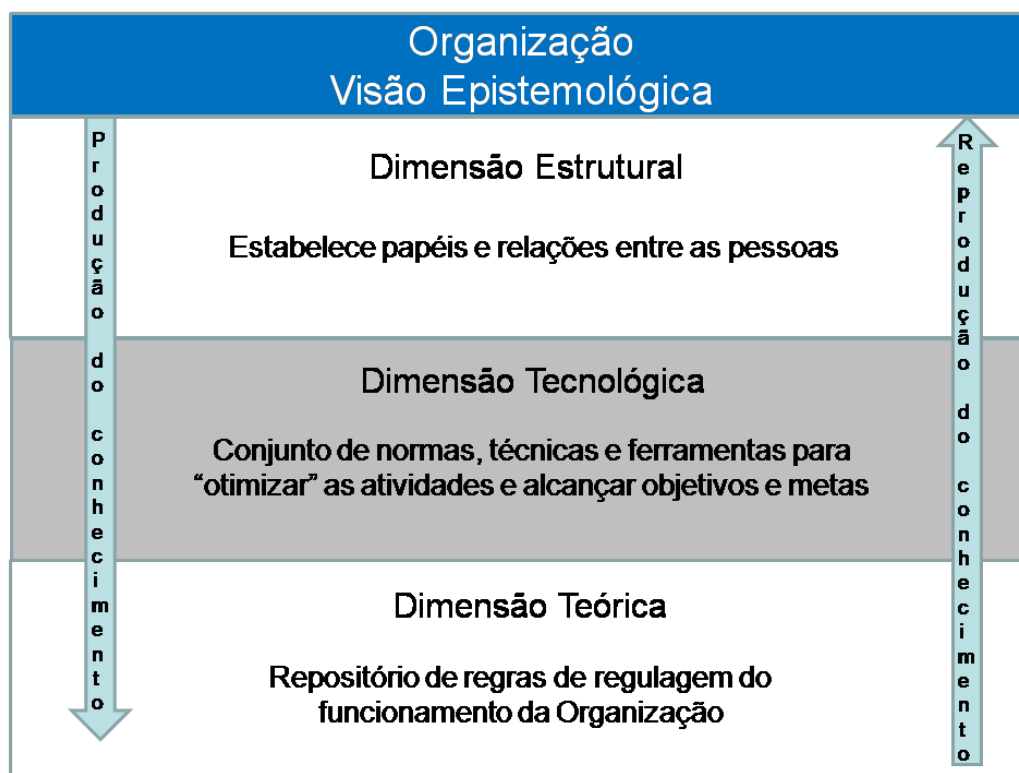 Organização
Visão Epistemológica
Produção do conhecimento
Dimensão Estrutural
Estabelece papéis e relações entre as pessoas
Dimensão Tecnológica
Conjunto de normas, técnicas e ferramentas para
“otimizar” as atividades e alcançar objetivos e metas
Dimensão Teórica
Repositório de regras de regulagem do
funcionamento da Organização
Reprodução do conhecimento